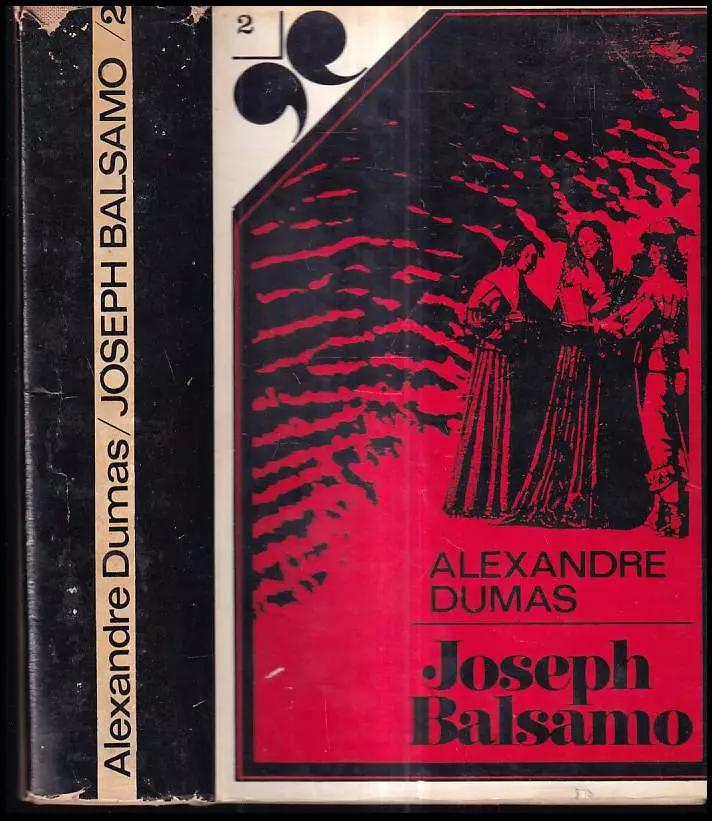 Alexandre Dumas/JOSEPH BALSAMO /2
2
ALEXANDRE
DUMAS
Joseph
Balsamo